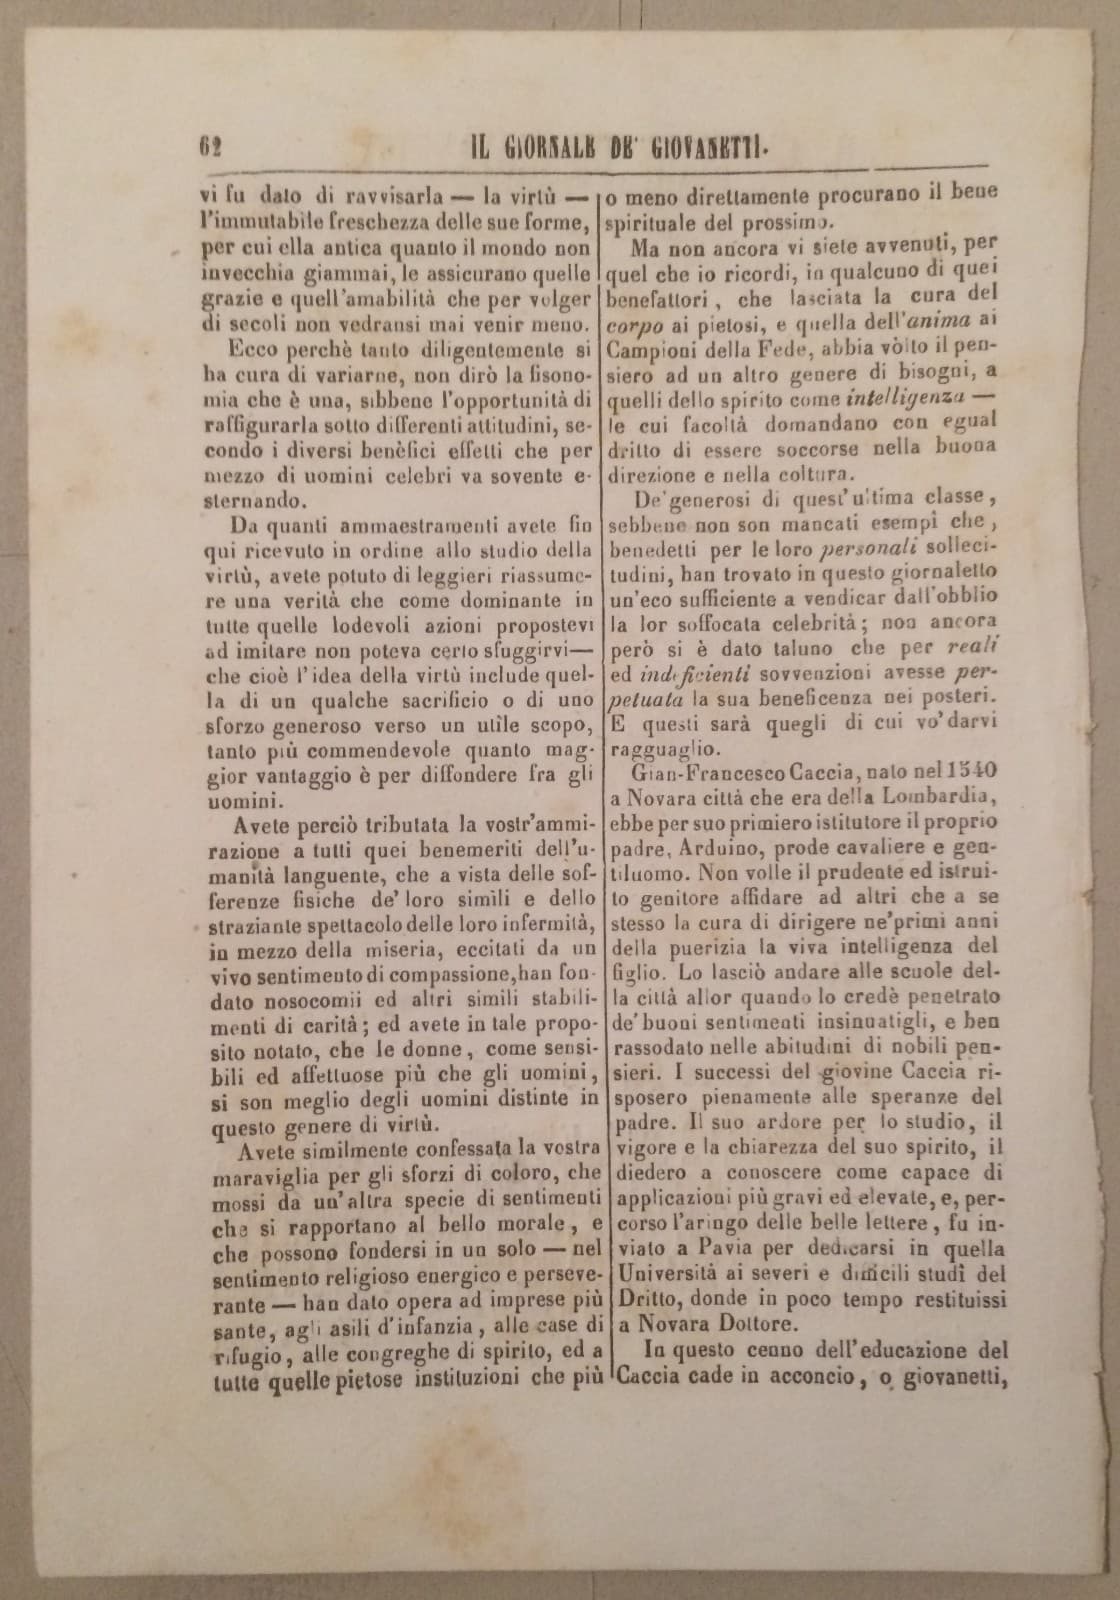 62
IL GIORNALE DE' GIOVANETTI.
vi fu dato di ravvisarla — la virtù —
l'immutabile freschezza delle sue forme,
per cui ella antica quanto il mondo non
invecchia giammai, le assicurano quelle
grazie e quell'amabilità che per volger
di secoli non vedransi mai venir meno.
Ecco perchè tanto diligentemente si
ha cura di variarne, non dirò la fisono-
mia che è una, sibbene l'opportunità di
raffigurarla sotto differenti attitudini, se-
condo i diversi benèfici effetti che per
mezzo di uomini celebri va sovente e-
sternando.
Da quanti ammaestramenti avete fin
qui ricevuto in ordine allo studio della
virtù, avete potuto di leggieri riassume-
re una verità che come dominante in
tutte quelle lodevoli azioni propostevi
ad imitare non poteva certo sfuggirvi—
che cioè l'idea della virtù include quel-
la di un qualche sacrificio o di uno
sforzo generoso verso un utile scopo,
tanto più commendevole quanto mag-
gior vantaggio è per diffondere fra gli
uomini.
Avete perciò tributata la vostr'ammi-
razione a tutti quei benemeriti dell'u-
manità languente, che a vista delle sof-
ferenze fisiche de' loro simili e dello
straziante spettacolo delle loro infermità,
in mezzo della miseria, eccitati da un
vivo sentimento di compassione, han fon-
dato nosocomii ed altri simili stabili-
menti di carità; ed avete in tale propo-
sito notato, che le donne, come sensi-
bili ed affettuose più che gli uomini,
si son meglio degli uomini distinte in
questo genere di virtù.
Avete similmente confessata la vostra
maraviglia per gli sforzi di coloro, che
mossi da un'altra specie di sentimenti
che si rapportano al bello morale, e
che possono fondersi in un solo — nel
sentimento religioso energico e perseve-
rante — han dato opera ad imprese più
sante, agli asili d'infanzia, alle case di
rifugio, alle congreghe di spirito, ed a
tutte quelle pietose instituzioni che più
o meno direttamente procurano il bene
spirituale del prossimo.
Ma non ancora vi siete avvenuti, per
quel che io ricordi, in qualcuno di quei
benefattori, che lasciata la cura del
corpo ai pietosi, e quella dell'anima ai
Campioni della Fede, abbia vòlto il pen-
siero ad un altro genere di bisogni, a
quelli dello spirito come intelligenza —
le cui facoltà domandano con egual
dritto di essere soccorse nella buona
direzione e nella coltura.
De'generosi di quest'ultima classe,
sebbene non son mancati esempì che,
benedetti per le loro personali solleci-
tudini, han trovato in questo giornaletto
un'eco sufficiente a vendicar dall'obblio
la lor soffocata celebrità; non ancora
però si è dato taluno che per reali
ed indeficienti sovvenzioni avesse per-
petuata la sua beneficenza nei posteri.
E questi sarà quegli di cui vo'darvi
ragguaglio.
Gian-Francesco Caccia, nato nel 1540
a Novara città che era della Lombardia,
ebbe per suo primiero istitutore il proprio
padre, Arduino, prode cavaliere e gen-
tiluomo. Non volle il prudente ed istrui-
to genitore affidare ad altri che a se
stesso la cura di dirigere ne'primi anni
della puerizia la viva intelligenza del
figlio. Lo lasciò andare alle scuole del-
la città allor quando lo credè penetrato
de'buoni sentimenti insinuatigli, e ben
rassodato nelle abitudini di nobili pen-
sieri. I successi del giovine Caccia ri-
sposero pienamente alle speranze del
padre. Il suo ardore per lo studio, il
vigore e la chiarezza del suo spirito, il
diedero a conoscere come capace di
applicazioni più gravi ed elevate, e, per-
corso l'aringo delle belle lettere, fu in-
viato a Pavia per dedicarsi in quella
Università ai severi e difficili studì del
Dritto, donde in poco tempo restituissi
a Novara Dottore.
In questo cenno dell'educazione del
Caccia cade in acconcio, o giovanetti,